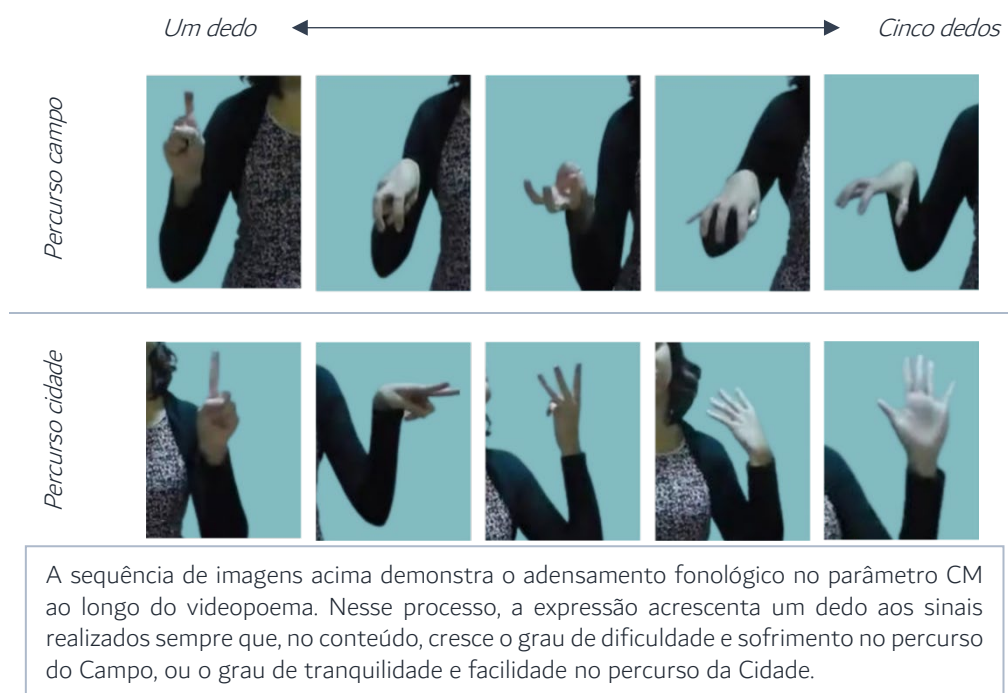 Um dedo
Cinco dedos
Percurso campo
Percurso cidade
A sequência de imagens acima demonstra o adensamento fonológico no parâmetro CM
ao longo do videopoema. Nesse processo, a expressão acrescenta um dedo aos sinais
realizados sempre que, no conteúdo, cresce o grau de dificuldade e sofrimento no percurso
do Campo, ou o grau de tranquilidade e facilidade no percurso da Cidade.